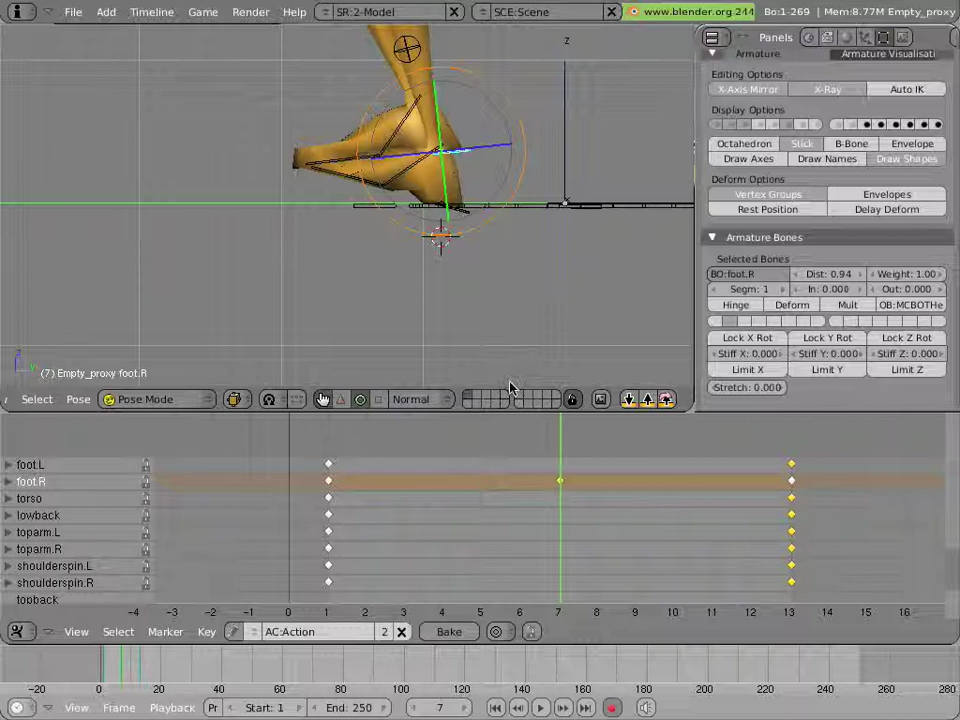 File Add Timeline Game Render Help SR:2-Model SCE:Scene www.blender.org 244 Bo:1-269 | Mem:8.77M Empty_proxy
Panels
Armature Armature Visualisati
Editing Options
X-Axis Mirror X-Ray Auto IK
Display Options
Octahedron Stick B-Bone Envelope
Draw Axes Draw Names Draw Shapes
Deform Options
Vertex Groups Envelopes
Rest Position Delay Deform
Armature Bones
Selected Bones
BO:foot.R Dist: 0.94 Weight: 1.00
Segm: 1 In: 0.000 Out: 0.000
Hinge Deform Mult OB:MCBOTHe
Lock X Rot Lock Y Rot Lock Z Rot
Stiff X: 0.000 Stiff Y: 0.000 Stiff Z: 0.000
Limit X Limit Y Limit Z
Stretch: 0.000
z
(7) Empty_proxy foot.R
Select Pose Pose Mode Normal
foot.L
foot.R
torso
lowback
toparm.L
toparm.R
shoulderspin.L
shoulderspin.R
topback
-4 -3 -2 -1 0 1 2 3 4 5 6 7 8 9 10 11 12 13 14 15 16
View Select Marker Key AC:Action 2 Bake
-20 0 20 40 60 80 100 120 140 160 180 200 220 240 260 280
View Frame Playback Pr Start: 1 End: 250 7